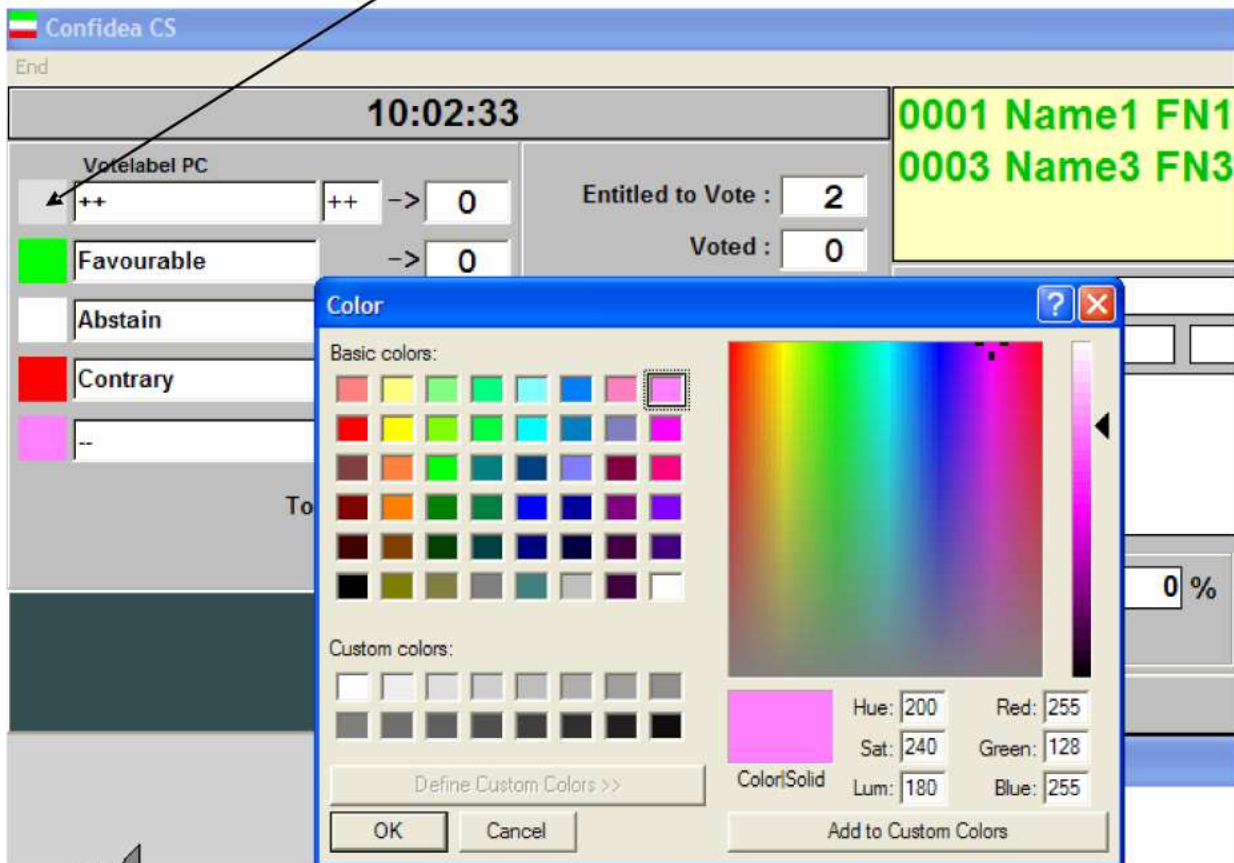 Confidea CS
End
10:02:33
0001 Name1 FN1
0003 Name3 FN3
Votelabel PC
++ ++ -> 0
Favourable -> 0
Abstain
Contrary
--
To
Entitled to Vote : 2
Voted : 0
0 %
Color
Basic colors:
Custom colors:
Define Custom Colors >>
OK Cancel
Color|Solid
Hue: 200 Red: 255
Sat: 240 Green: 128
Lum: 180 Blue: 255
Add to Custom Colors